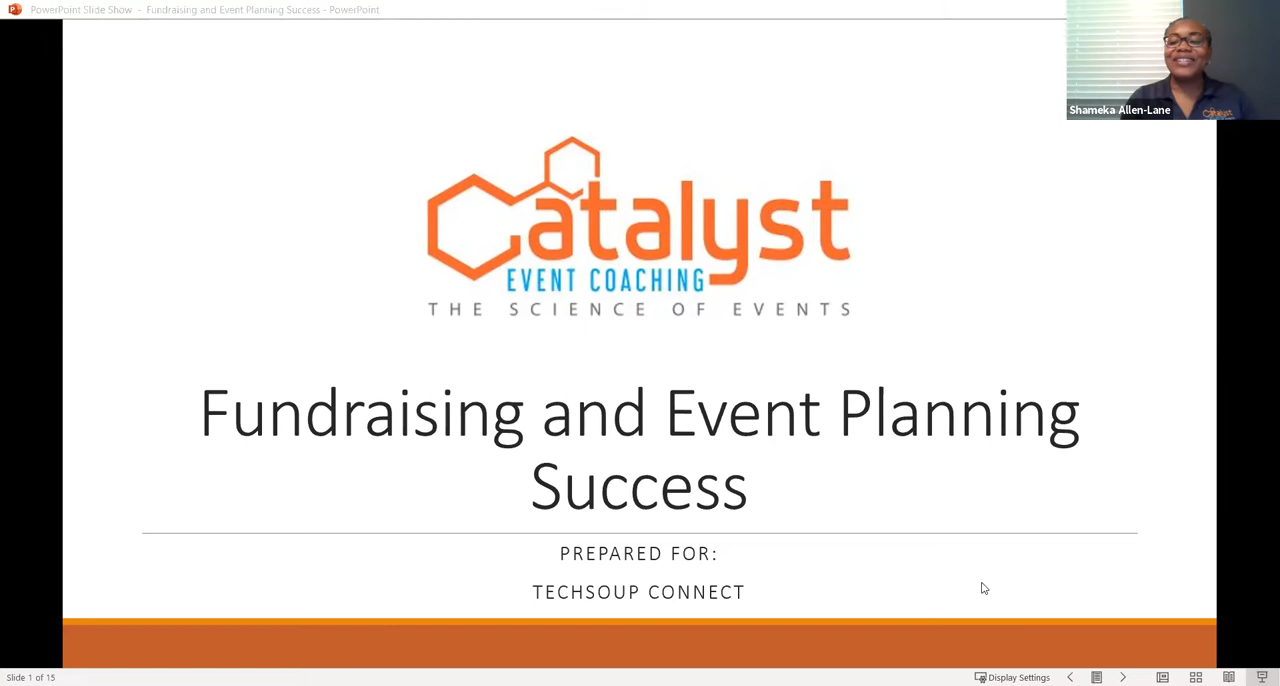 PowerPoint Slide Show - Fundraising and Event Planning Success - PowerPoint
Shameka Allen-Lane
Catalyst
Catalyst
EVENT COACHING
THE SCIENCE OF EVENTS
Fundraising and Event Planning
Success
PREPARED FOR:
TECHSOUP CONNECT
Slide 1 of 15
Display Settings